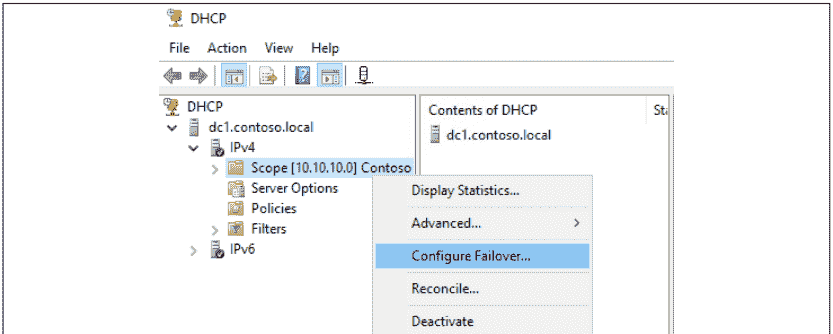 DHCP
File Action View Help
DHCP
dc1.contoso.local
IPv4
Scope [10.10.10.0] Contoso
Server Options
Policies
Filters
IPv6
Contents of DHCP
dc1.contoso.local
Display Statistics...
Advanced...
Configure Failover...
Reconcile...
Deactivate